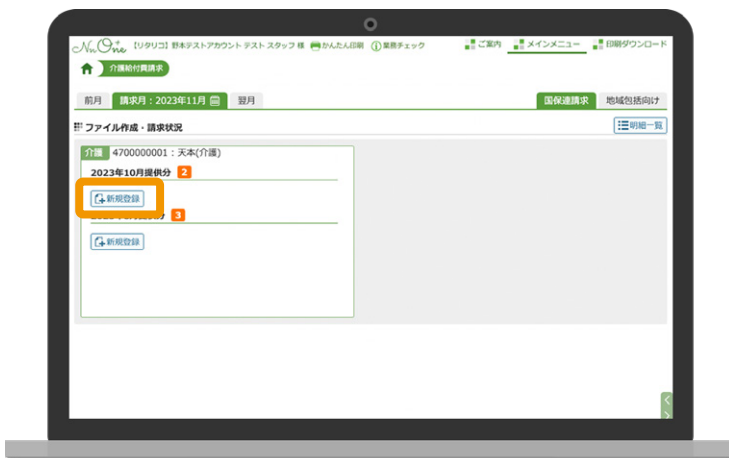 NuOne 【リタリコ】野本テストアカウント テスト スタッフ 様 かんたん印刷 業務チェック ご案内 メインメニュー 印刷ダウンロード
介護給付費請求
前月 請求月：2023年11月 翌月 国保連請求 地域包括向け
ファイル作成・請求状況 明細一覧
介護 4700000001：天本(介護)
2023年10月提供分 2
新規登録
3
新規登録